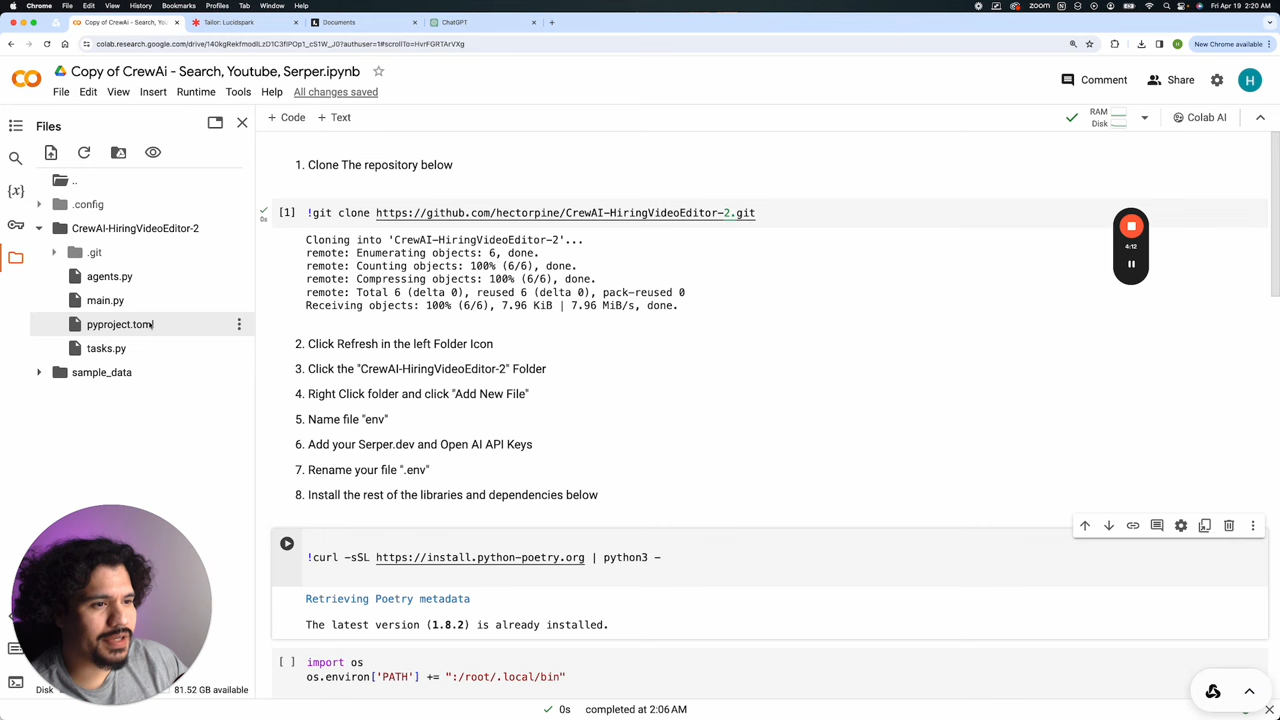 Chrome File Edit View History Bookmarks Profiles Tab Window Help
zoom
Fri Apr 19 2:20 AM
Copy of CrewAi - Search, Youtube
Tailor: Lucidspark
Documents
ChatGPT
New Chrome available
Copy of CrewAi - Search, Youtube, Serper.ipynb
Comment
Share
H
File Edit View Insert Runtime Tools Help All changes saved
Files
+ Code + Text
RAM
Disk
Colab AI
..
.config
CrewAI-HiringVideoEditor-2
.git
agents.py
main.py
pyproject.toml
tasks.py
sample_data
1. Clone The repository below
[1] !git clone https://github.com/hectorpine/CrewAI-HiringVideoEditor-2.git
0s
Cloning into 'CrewAI-HiringVideoEditor-2'...
remote: Enumerating objects: 6, done.
remote: Counting objects: 100% (6/6), done.
remote: Compressing objects: 100% (6/6), done.
remote: Total 6 (delta 0), reused 6 (delta 0), pack-reused 0
Receiving objects: 100% (6/6), 7.96 KiB | 7.96 MiB/s, done.
4:12
2. Click Refresh in the left Folder Icon
3. Click the "CrewAI-HiringVideoEditor-2" Folder
4. Right Click folder and click "Add New File"
5. Name file "env"
6. Add your Serper.dev and Open AI API Keys
7. Rename your file ".env"
8. Install the rest of the libraries and dependencies below
!curl -sSL https://install.python-poetry.org | python3 -
Retrieving Poetry metadata
The latest version (1.8.2) is already installed.
[ ] import os
os.environ['PATH'] += ":/root/.local/bin"
Disk
81.52 GB available
0s completed at 2:06 AM